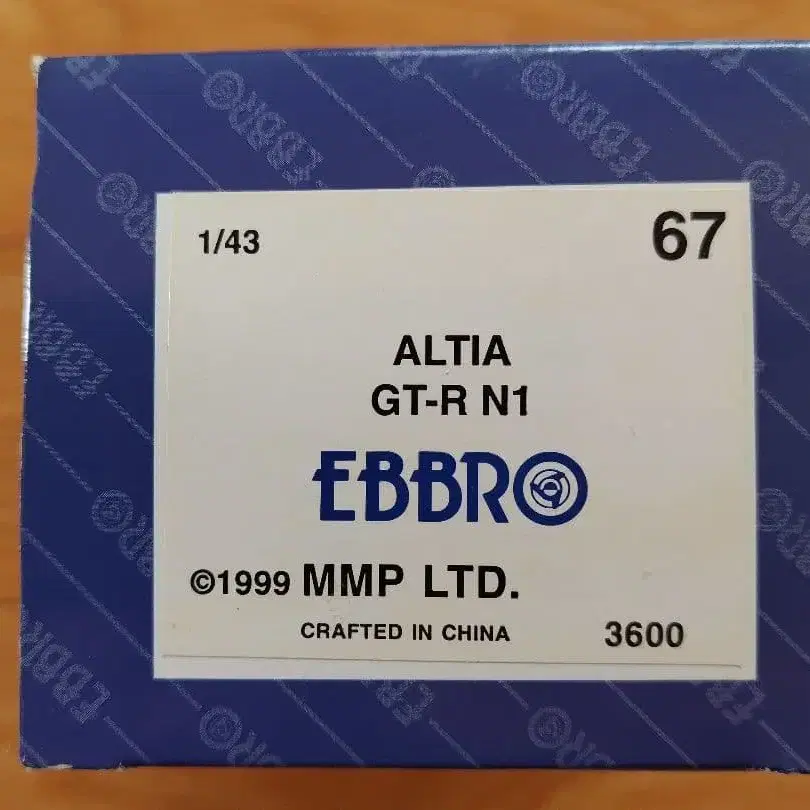 1/43
67
ALTIA
GT-R N1
EBBRO
©1999 MMP LTD.
CRAFTED IN CHINA
3600